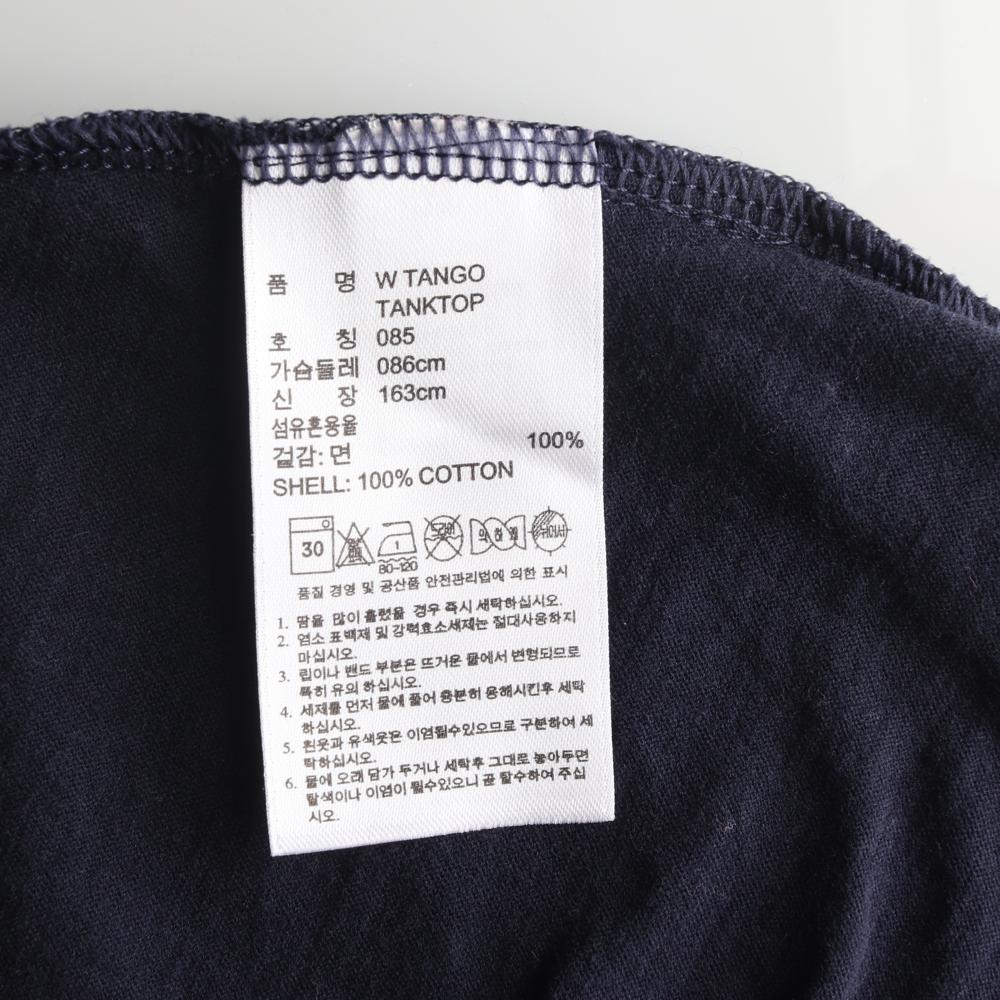 품 명 W TANGO
TANKTOP
호 칭 085
가슴둘레 086cm
신 장 163cm
섬유혼용율
걸감: 면 100%
SHELL: 100% COTTON
30 1 약하게 뉘어서
80~120
품질 경영 및 공산품 안전관리법에 의한 표시
1. 땀을 많이 흘렸을 경우 즉시 세탁하십시오.
2. 염소 표백제 및 강력효소세제는 절대사용하지
마십시오.
3. 립이나 밴드 부분은 뜨거운 물에서 변형되므로
특히 유의 하십시오.
4. 세재를 먼저 물에 풀어 충분히 용해시킨후 세탁
하십시오.
5. 흰옷과 유색옷은 이염될수있으므로 구분하여 세
탁하십시오.
6. 물에 오래 담가 두거나 세탁후 그대로 놓아두면
탈색이나 이염이 될수있으니 곧 탈수하여 주십
시오.